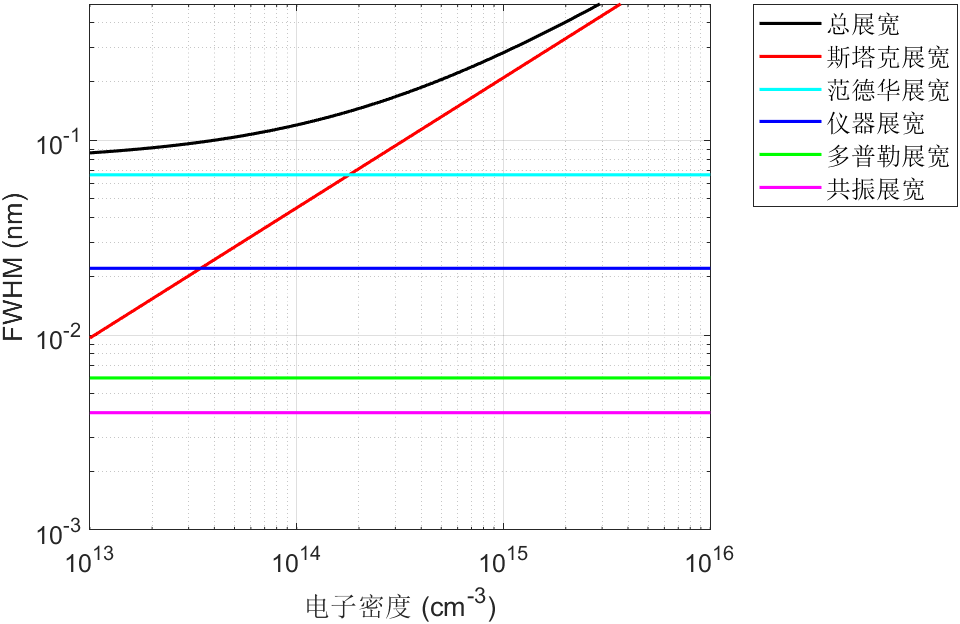 总展宽
斯塔克展宽
范德华展宽
仪器展宽
多普勒展宽
共振展宽
FWHM (nm)
10^-1
10^-2
10^-3
10^13
10^14
10^15
10^16
电子密度 (cm^-3)